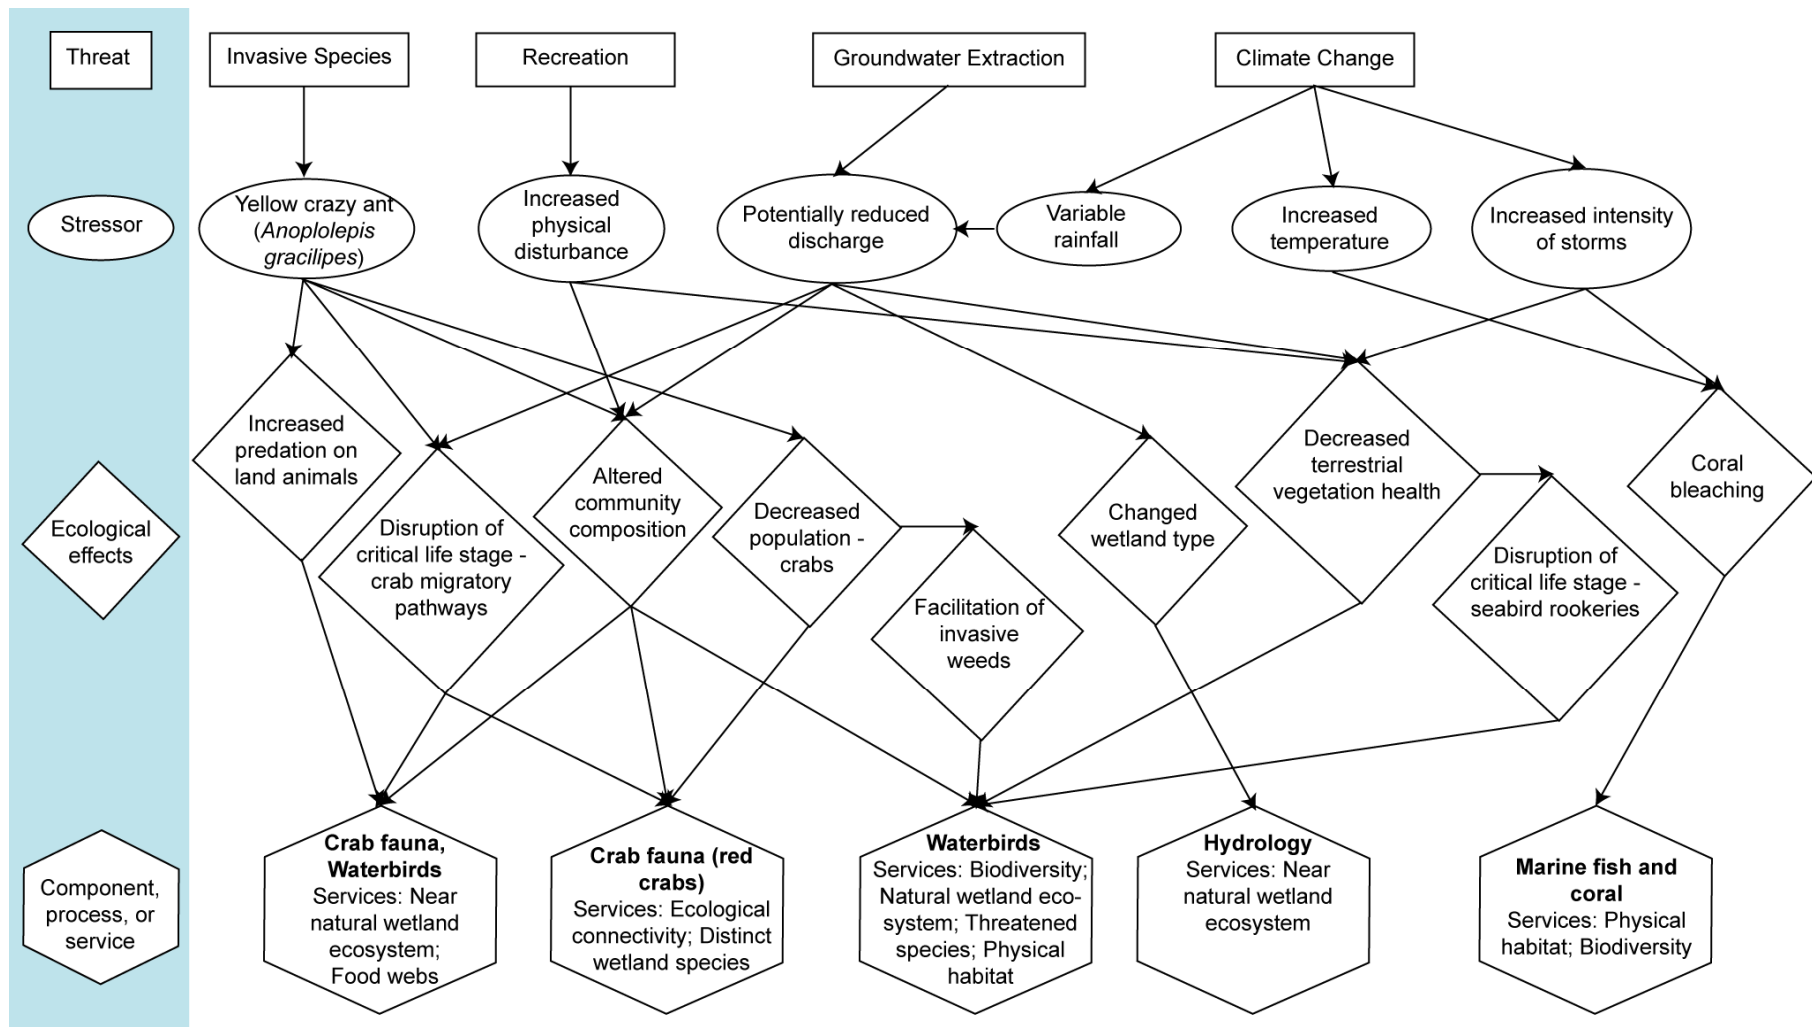 Threat
Invasive Species
Recreation
Groundwater Extraction
Climate Change
Stressor
Yellow crazy ant
(Anoplolepis
gracilipes)
Increased
physical
disturbance
Potentially reduced
discharge
Variable
rainfall
Increased
temperature
Increased intensity
of storms
Ecological
effects
Increased
predation on
land animals
Disruption of
critical life stage -
crab migratory
pathways
Altered
community
composition
Decreased
population -
crabs
Facilitation of
invasive
weeds
Changed
wetland type
Decreased
terrestrial
vegetation health
Disruption of
critical life stage -
seabird rookeries
Coral
bleaching
Component,
process, or
service
Crab fauna,
Waterbirds
Services: Near
natural wetland
ecosystem;
Food webs
Crab fauna (red
crabs)
Services: Ecological
connectivity; Distinct
wetland species
Waterbirds
Services: Biodiversity;
Natural wetland eco-
system; Threatened
species; Physical
habitat
Hydrology
Services: Near
natural wetland
ecosystem
Marine fish and
coral
Services: Physical
habitat; Biodiversity